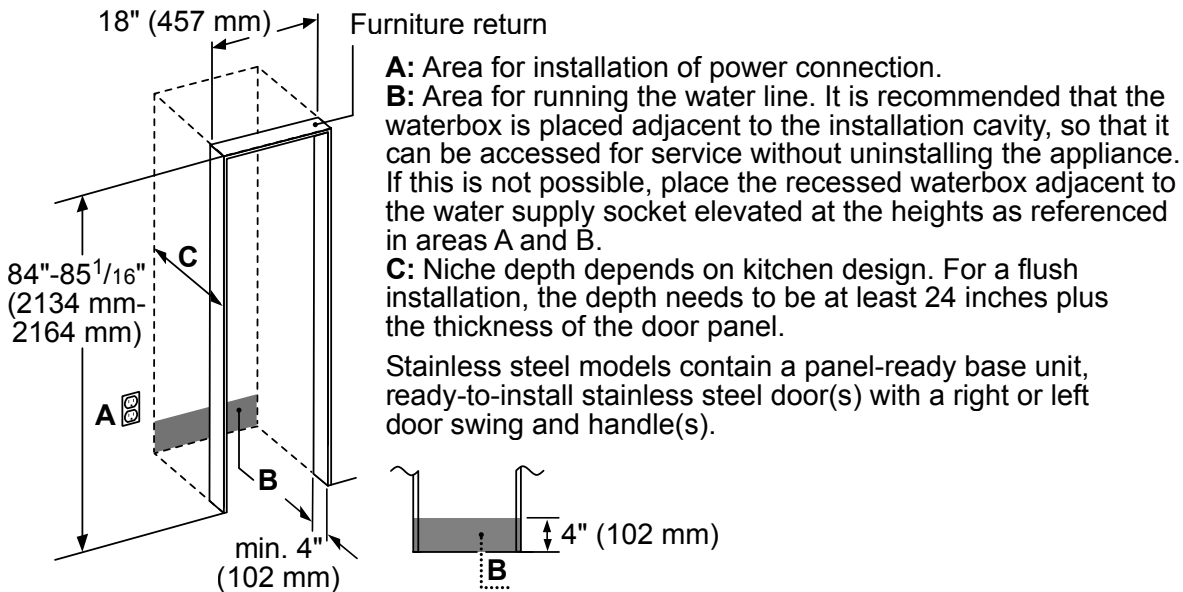 18" (457 mm)
Furniture return
A: Area for installation of power connection.
B: Area for running the water line. It is recommended that the
waterbox is placed adjacent to the installation cavity, so that it
can be accessed for service without uninstalling the appliance.
If this is not possible, place the recessed waterbox adjacent to
the water supply socket elevated at the heights as referenced
in areas A and B.
C: Niche depth depends on kitchen design. For a flush
installation, the depth needs to be at least 24 inches plus
the thickness of the door panel.
Stainless steel models contain a panel-ready base unit,
ready-to-install stainless steel door(s) with a right or left
door swing and handle(s).
C
84"-85 1/16"
(2134 mm-
2164 mm)
A
B
min. 4"
(102 mm)
4" (102 mm)
B